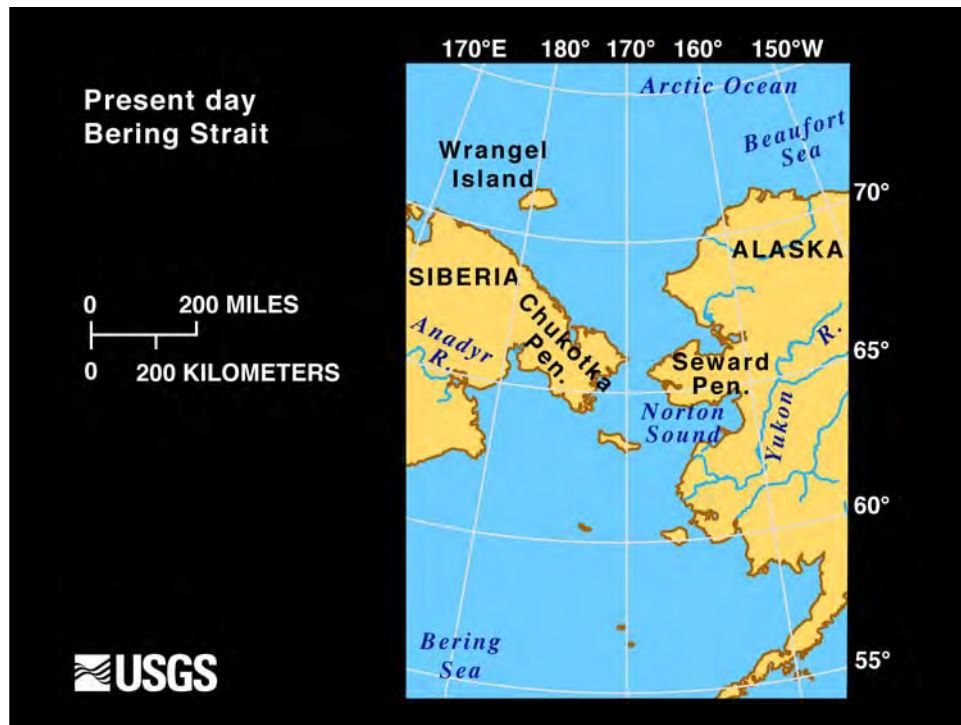 Present day
Bering Strait
170°E 180° 170° 160° 150°W
Arctic Ocean
Beaufort
Sea
Wrangel
Island
70°
ALASKA
SIBERIA
Chukotka
Pen.
Anadyr
R.
0 200 MILES
0 200 KILOMETERS
65°
Seward
Pen.
Norton
Sound
Yukon
R.
60°
Bering
Sea
55°
USGS